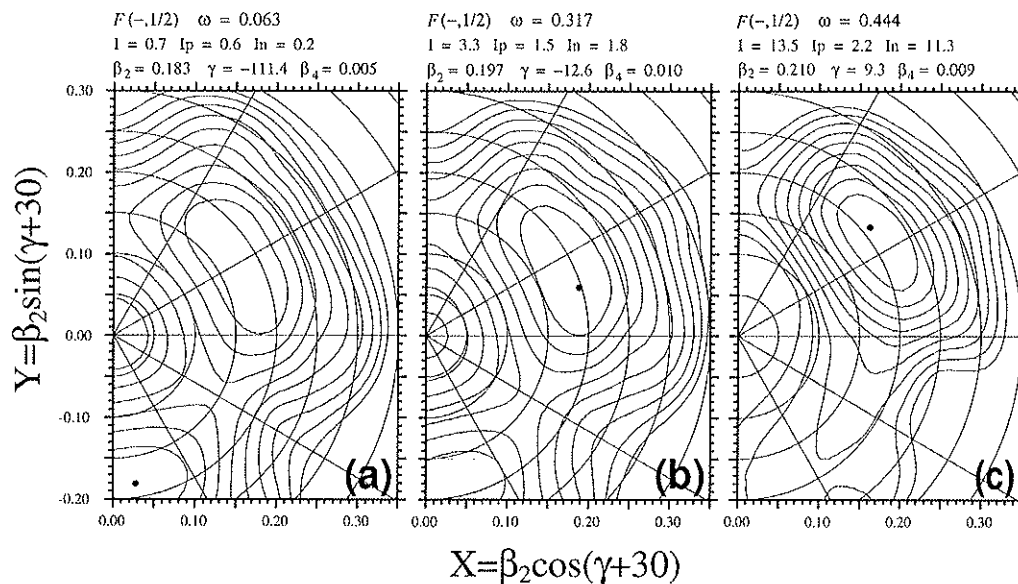 F(−,1/2) ω = 0.063
I = 0.7 Ip = 0.6 In = 0.2
β₂ = 0.183 γ = −111.4 β₄ = 0.005
F(−,1/2) ω = 0.317
I = 3.3 Ip = 1.5 In = 1.8
β₂ = 0.197 γ = −12.6 β₄ = 0.010
F(−,1/2) ω = 0.444
I = 13.5 Ip = 2.2 In = 11.3
β₂ = 0.210 γ = 9.3 β₄ = 0.009
0.30
0.20
0.10
0.00
-0.10
-0.20
Y=β₂sin(γ+30)
(a)
(b)
(c)
0.00 0.10 0.20 0.30
0.00 0.10 0.20 0.30
0.00 0.10 0.20 0.30
X=β₂cos(γ+30)